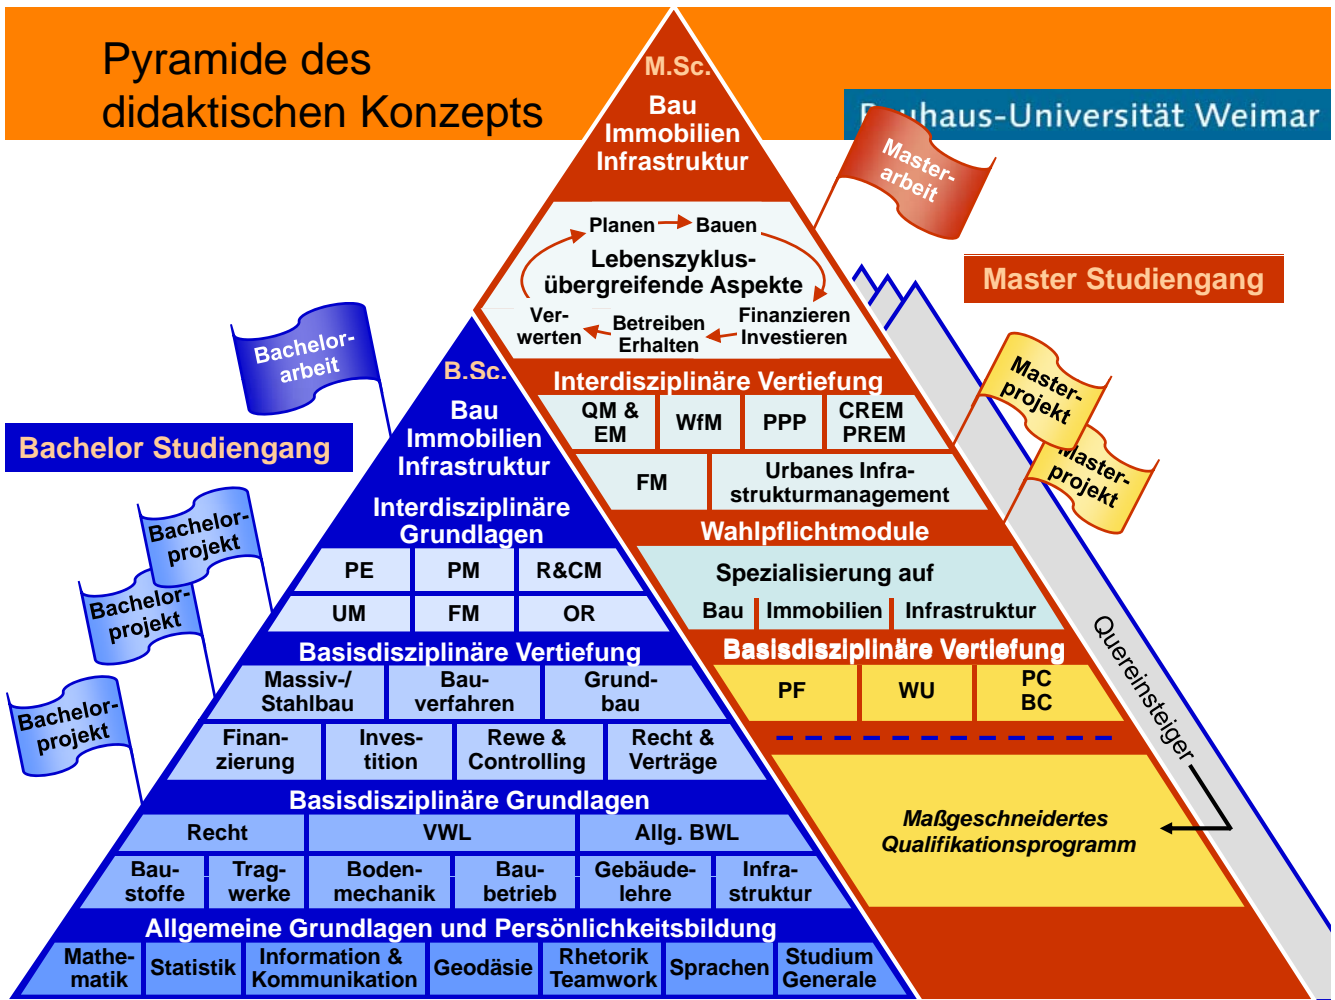 Pyramide des
didaktischen Konzepts
Bauhaus-Universität Weimar
M.Sc.
Bau
Immobilien
Infrastruktur
Master-
arbeit
Planen
Bauen
Lebenszyklus-
übergreifende Aspekte
Ver-
werten
Betreiben
Erhalten
Finanzieren
Investieren
Master Studiengang
Bachelor-
arbeit
Bachelor Studiengang
B.Sc.
Bau
Immobilien
Infrastruktur
Interdisziplinäre Vertiefung
QM &
EM
WfM
PPP
CREM
PREM
FM
Urbanes Infra-
strukturmanagement
Master-
projekt
Master-
projekt
Wahlpflichtmodule
Spezialisierung auf
Bau
Immobilien
Infrastruktur
Basisdisziplinäre Vertiefung
PF
WU
PC
BC
Maßgeschneidertes
Qualifikationsprogramm
Quereinsteiger
Bachelor-
projekt
Bachelor-
projekt
Bachelor-
projekt
Interdisziplinäre
Grundlagen
PE
PM
R&CM
UM
FM
OR
Basisdisziplinäre Vertiefung
Massiv-/
Stahlbau
Bau-
verfahren
Grund-
bau
Finan-
zierung
Inves-
tition
Rewe &
Controlling
Recht &
Verträge
Basisdisziplinäre Grundlagen
Recht
VWL
Allg. BWL
Bau-
stoffe
Trag-
werke
Boden-
mechanik
Bau-
betrieb
Gebäude-
lehre
Infra-
struktur
Allgemeine Grundlagen und Persönlichkeitsbildung
Mathe-
matik
Statistik
Information &
Kommunikation
Geodäsie
Rhetorik
Teamwork
Sprachen
Studium
Generale